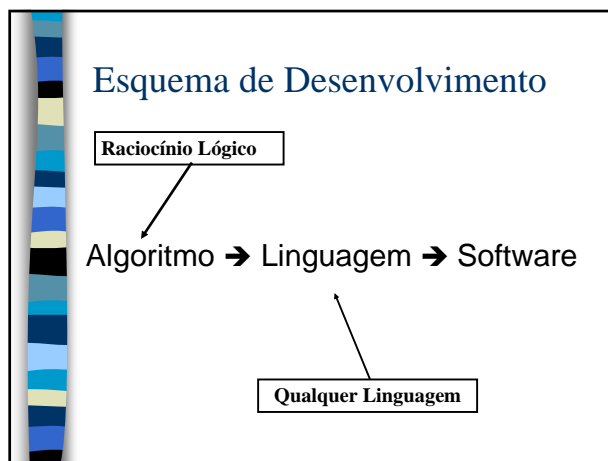 Esquema de Desenvolvimento
Raciocínio Lógico
Algoritmo ➔ Linguagem ➔ Software
Qualquer Linguagem